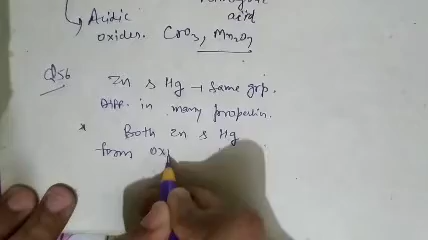 acid
Acidic
oxides. CrO3, Mn2O7
Q56 Zn & Hg → same grp.
Diff. in many properties.
* Both Zn & Hg
form ox